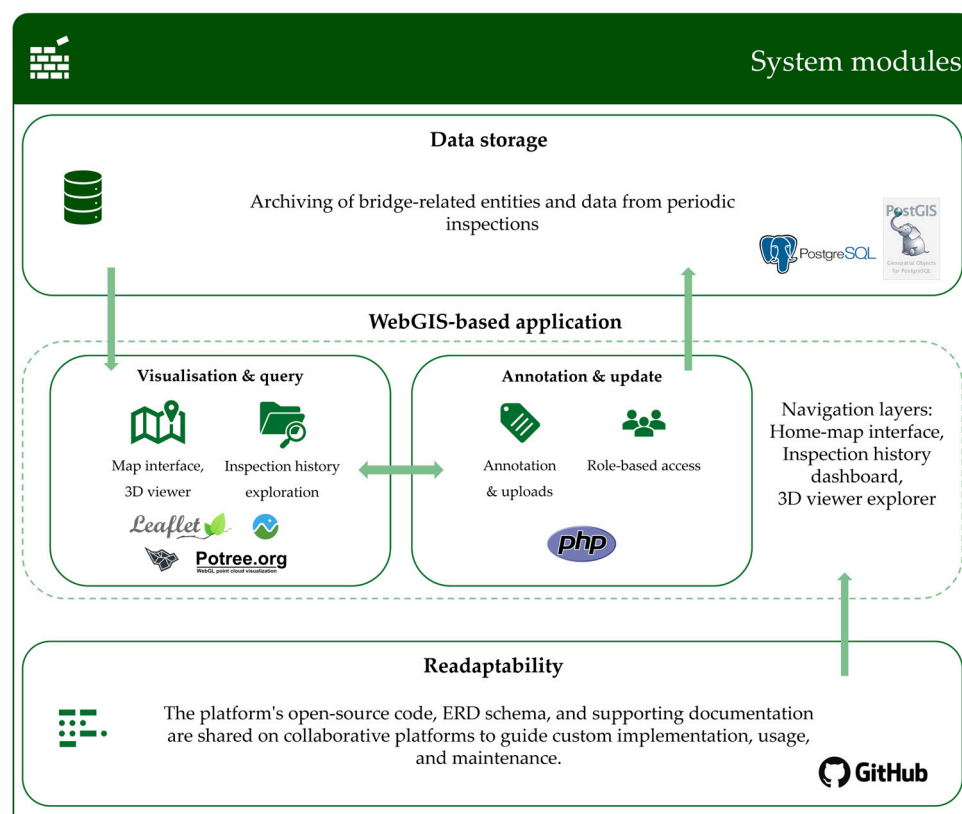 System modules
Data storage
Archiving of bridge-related entities and data from periodic
inspections
PostgreSQL
PostGIS
Geospatial Objects
for PostgreSQL
WebGIS-based application
Visualisation & query
Map interface,
3D viewer
Inspection history
exploration
Leaflet
Potree.org
WebGL point cloud visualization
Annotation & update
Annotation
& uploads
Role-based access
php
Navigation layers:
Home-map interface,
Inspection history
dashboard,
3D viewer explorer
Readaptability
The platform's open-source code, ERD schema, and supporting documentation
are shared on collaborative platforms to guide custom implementation, usage,
and maintenance.
GitHub